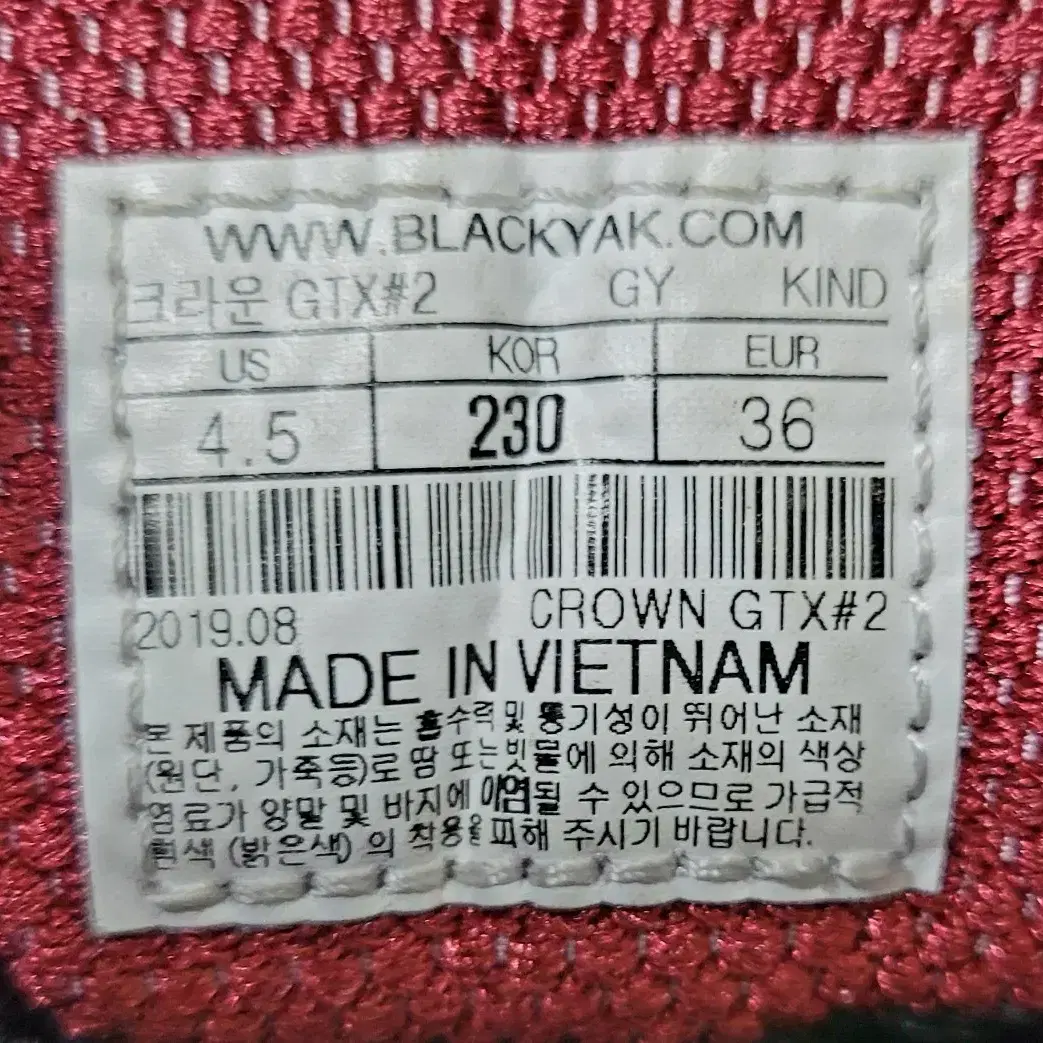 WWW.BLACKYAK.COM
크라운 GTX#2 GY KIND
US KOR EUR
4.5 230 36
2019.08 CROWN GTX#2
MADE IN VIETNAM
본 제품의 소재는 흡수력 및 통기성이 뛰어난 소재
(원단, 가죽등)로 땀 또는 빗물에 의해 소재의 색상
염료가 양말 및 바지에 이염될 수 있으므로 가급적
흰색 (밝은색) 의 착용을 피해 주시기 바랍니다.